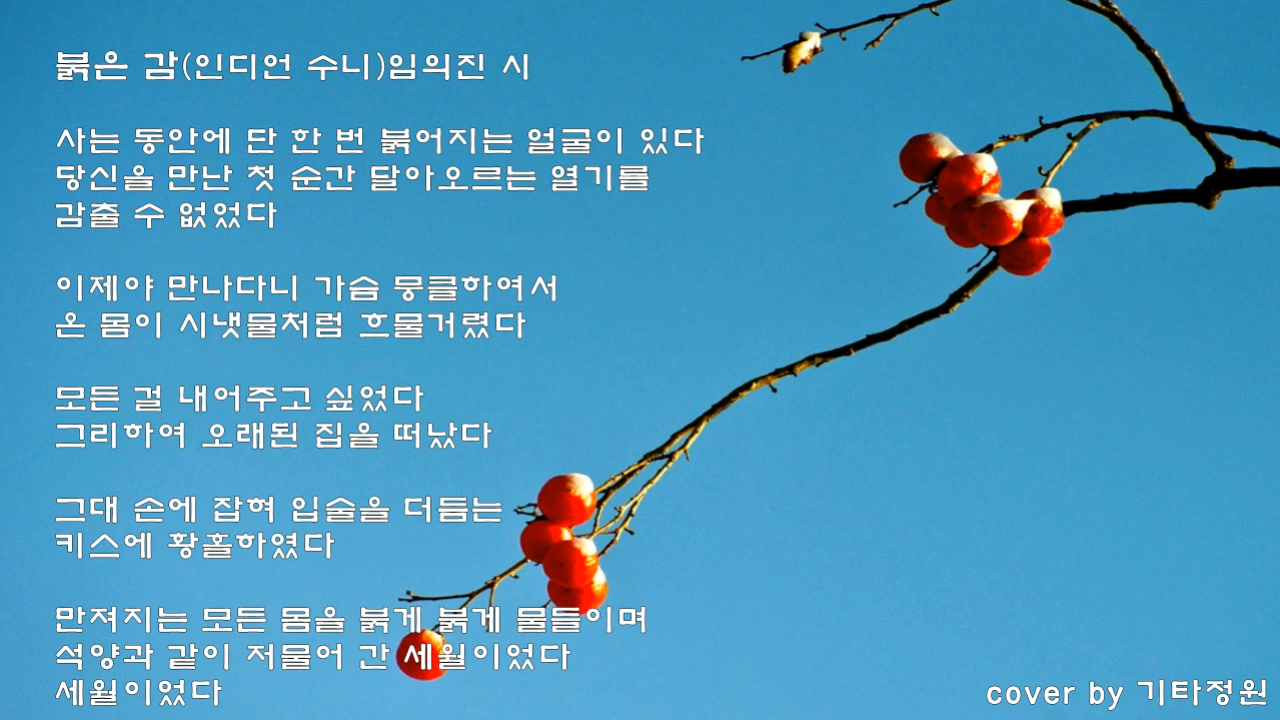 붉은 감(인디언 수니)임의진 시
사는 동안에 단 한 번 붉어지는 얼굴이 있다
당신을 만난 첫 순간 달아오르는 열기를
감출 수 없었다
이제야 만나다니 가슴 뭉클하여서
온 몸이 시냇물처럼 흐물거렸다
모든 걸 내어주고 싶었다
그리하여 오래된 집을 떠났다
그대 손에 잡혀 입술을 더듬는
키스에 황홀하였다
만져지는 모든 몸을 붉게 붉게 물들이며
석양과 같이 저물어 간 세월이었다
세월이었다
cover by 기타정원